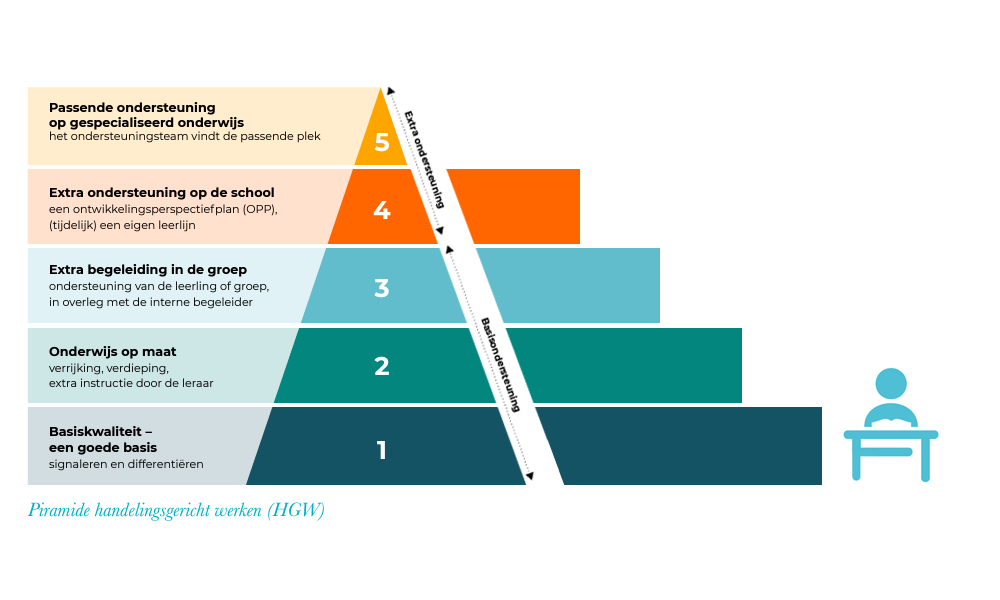 Passende ondersteuning
op gespecialiseerd onderwijs
het ondersteuningsteam vindt de passende plek
5
Extra ondersteuning
Extra ondersteuning op de school
een ontwikkelingsperspectiefplan (OPP),
(tijdelijk) een eigen leerlijn
4
Extra begeleiding in de groep
ondersteuning van de leerling of groep,
in overleg met de interne begeleider
3
Basisondersteuning
Onderwijs op maat
verrijking, verdieping,
extra instructie door de leraar
2
Basiskwaliteit –
een goede basis
signaleren en differentiëren
1
Piramide handelingsgericht werken (HGW)